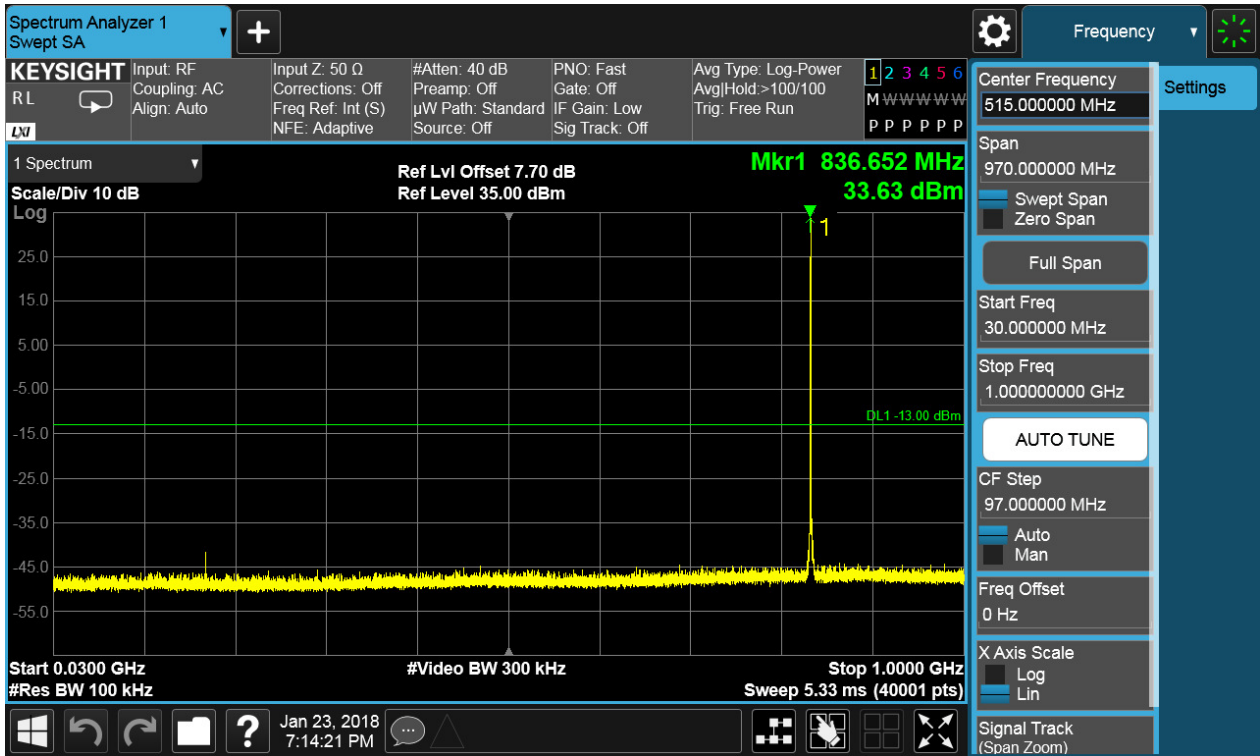 Spectrum Analyzer 1
Swept SA
Frequency
KEYSIGHT
R L
LXI
Input: RF
Coupling: AC
Align: Auto
Input Z: 50 Ω
Corrections: Off
Freq Ref: Int (S)
NFE: Adaptive
#Atten: 40 dB
Preamp: Off
µW Path: Standard
Source: Off
PNO: Fast
Gate: Off
IF Gain: Low
Sig Track: Off
Avg Type: Log-Power
Avg|Hold:>100/100
Trig: Free Run
1 2 3 4 5 6
M W W W W W
P P P P P P
1 Spectrum
Scale/Div 10 dB
Log
Ref Lvl Offset 7.70 dB
Ref Level 35.00 dBm
Mkr1 836.652 MHz
33.63 dBm
1
25.0
15.0
5.00
-5.00
DL1 -13.00 dBm
-15.0
-25.0
-35.0
-45.0
-55.0
Start 0.0300 GHz
#Video BW 300 kHz
Stop 1.0000 GHz
#Res BW 100 kHz
Sweep 5.33 ms (40001 pts)
?
Jan 23, 2018
7:14:21 PM
Center Frequency
515.000000 MHz
Settings
Span
970.000000 MHz
Swept Span
Zero Span
Full Span
Start Freq
30.000000 MHz
Stop Freq
1.000000000 GHz
AUTO TUNE
CF Step
97.000000 MHz
Auto
Man
Freq Offset
0 Hz
X Axis Scale
Log
Lin
Signal Track
(Span Zoom)